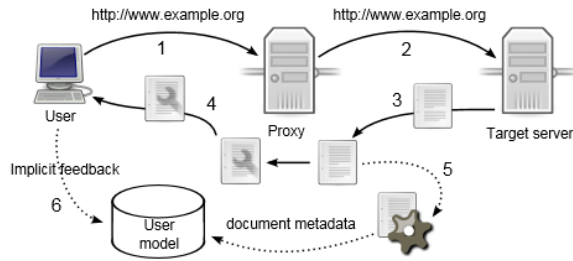 http://www.example.org
http://www.example.org
1
2
4
3
User
Proxy
Target server
Implicit feedback
5
6
User
model
document metadata